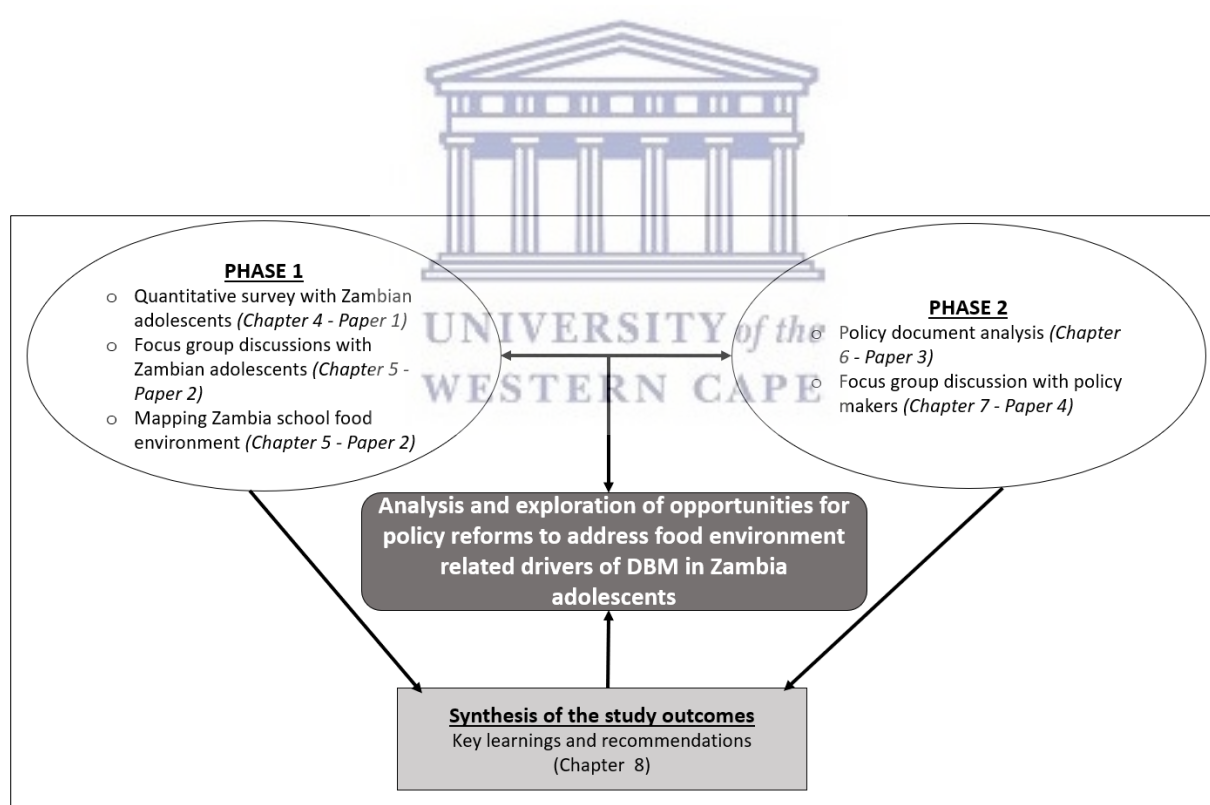 PHASE 1
o Quantitative survey with Zambian
adolescents (Chapter 4 - Paper 1)
o Focus group discussions with
Zambian adolescents (Chapter 5 -
Paper 2)
o Mapping Zambia school food
environment (Chapter 5 - Paper 2)
UNIVERSITY of the
WESTERN CAPE
PHASE 2
o Policy document analysis (Chapter
6 - Paper 3)
o Focus group discussion with policy
makers (Chapter 7 - Paper 4)
Analysis and exploration of opportunities for
policy reforms to address food environment
related drivers of DBM in Zambia
adolescents
Synthesis of the study outcomes
Key learnings and recommendations
(Chapter 8)